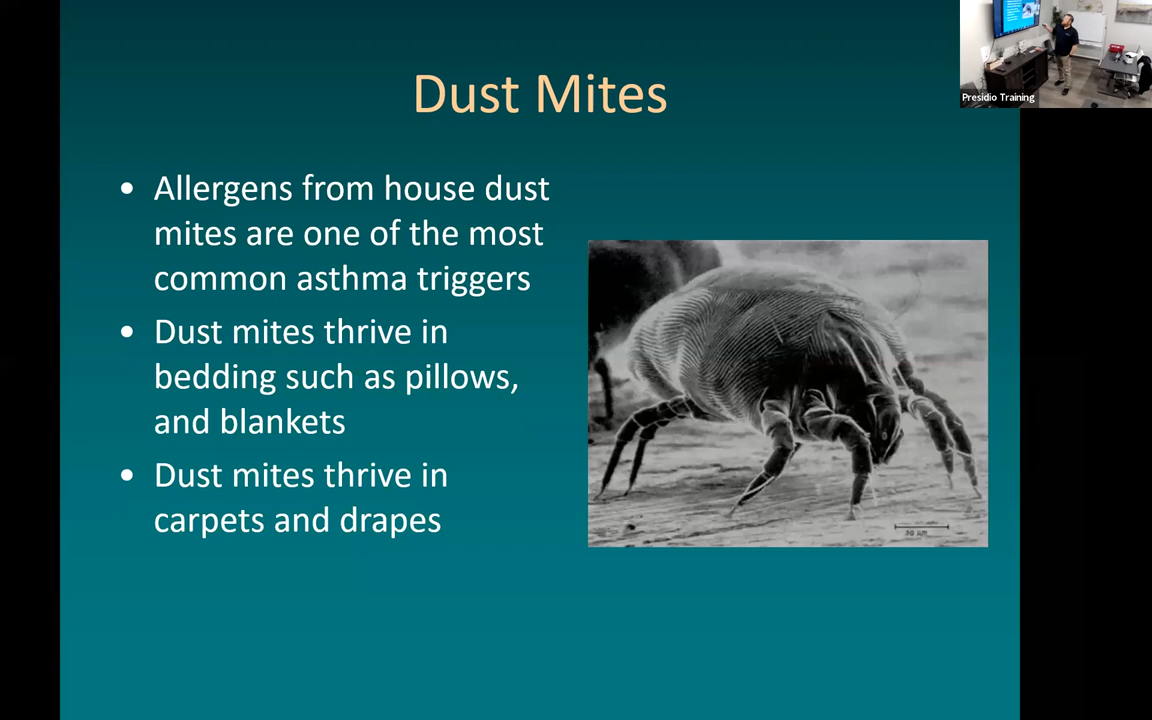 Dust Mites
Presidio Training
• Allergens from house dust
mites are one of the most
common asthma triggers
• Dust mites thrive in
bedding such as pillows,
and blankets
• Dust mites thrive in
carpets and drapes